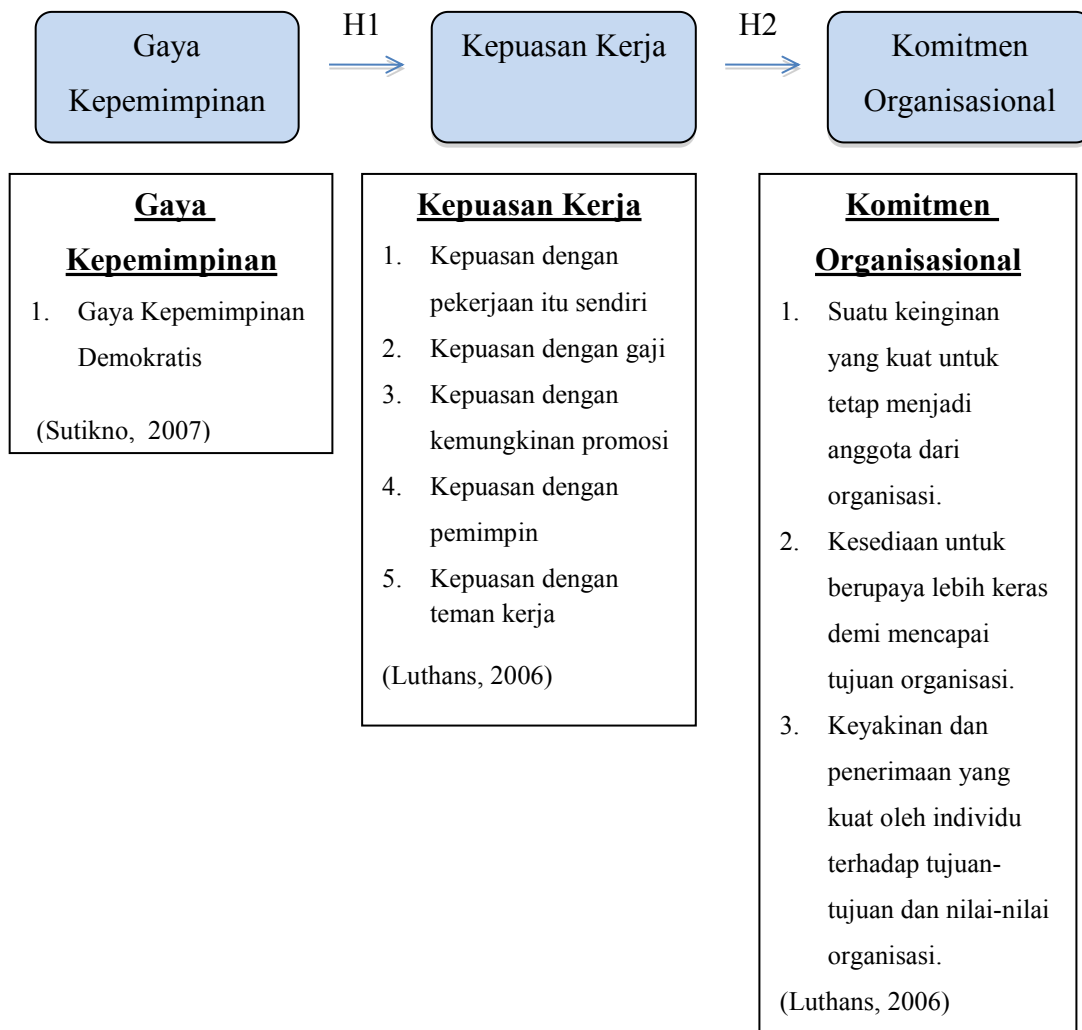 Gaya
Kepemimpinan
H1
Kepuasan Kerja
H2
Komitmen
Organisasional
Gaya
Kepemimpinan
1. Gaya Kepemimpinan
Demokratis
(Sutikno, 2007)
Kepuasan Kerja
1. Kepuasan dengan
pekerjaan itu sendiri
2. Kepuasan dengan gaji
3. Kepuasan dengan
kemungkinan promosi
4. Kepuasan dengan
pemimpin
5. Kepuasan dengan
teman kerja
(Luthans, 2006)
Komitmen
Organisasional
1. Suatu keinginan
yang kuat untuk
tetap menjadi
anggota dari
organisasi.
2. Kesediaan untuk
berupaya lebih keras
demi mencapai
tujuan organisasi.
3. Keyakinan dan
penerimaan yang
kuat oleh individu
terhadap tujuan-
tujuan dan nilai-nilai
organisasi.
(Luthans, 2006)